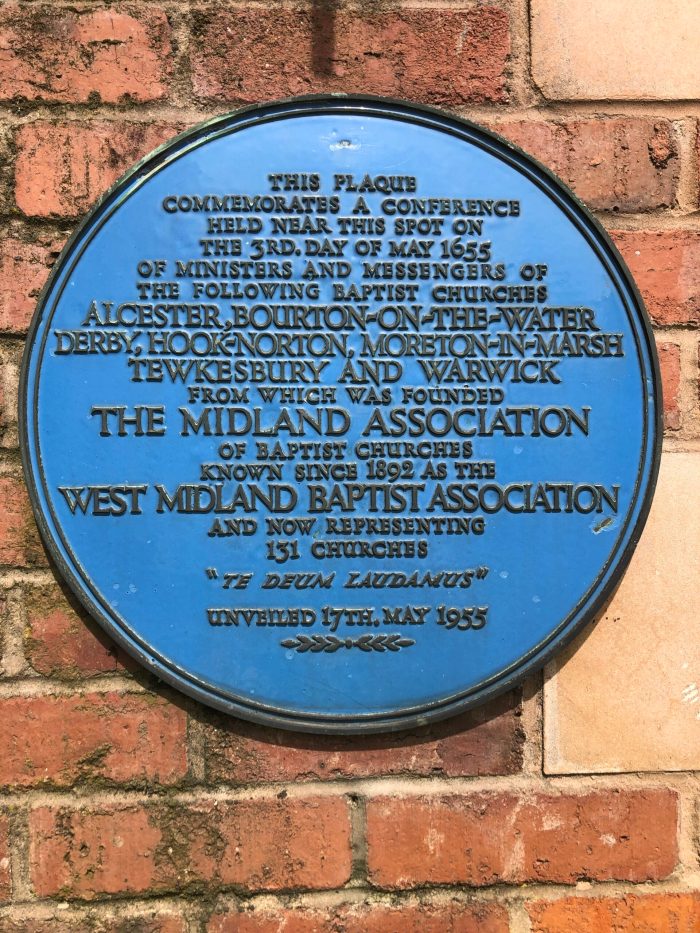 THIS PLAQUE
COMMEMORATES A CONFERENCE
HELD NEAR THIS SPOT ON
THE 3RD. DAY OF MAY 1655
OF MINISTERS AND MESSENGERS OF
THE FOLLOWING BAPTIST CHURCHES
ALCESTER, BOURTON-ON-THE-WATER
DERBY, HOOK-NORTON, MORETON-IN-MARSH
TEWKESBURY AND WARWICK
FROM WHICH WAS FOUNDED
THE MIDLAND ASSOCIATION
OF BAPTIST CHURCHES
KNOWN SINCE 1892 AS THE
WEST MIDLAND BAPTIST ASSOCIATION
AND NOW REPRESENTING
131 CHURCHES
"TE DEUM LAUDAMUS"
UNVEILED 17TH, MAY 1955